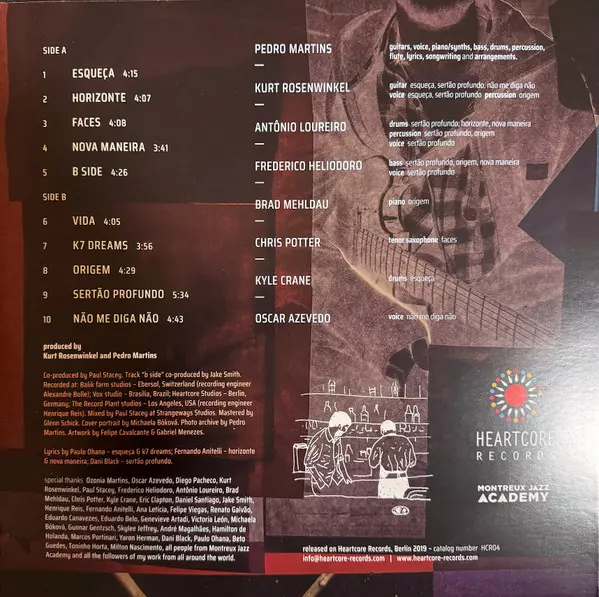 SIDE A
1 ESQUEÇA 4:15
2 HORIZONTE 4:07
3 FACES 4:08
4 NOVA MANEIRA 3:41
5 B SIDE 4:26
SIDE B
6 VIDA 4:05
7 K7 DREAMS 3:56
8 ORIGEM 4:29
9 SERTÃO PROFUNDO 5:34
10 NÃO ME DIGA NÃO 4:43
produced by
Kurt Rosenwinkel and Pedro Martins
Co-produced by Paul Stacey. Track "b side" co-produced by Jake Smith.
Recorded at: Balik farm studios – Ebersol, Switzerland (recording engineer
Alexandre Bolle); Vox studio – Brasília, Brazil; Heartcore Studios – Berlin,
Germany; The Record Plant studios – Los Angeles, USA (recording engineer
Henrique Reis). Mixed by Paul Stacey at Strangeways Studios. Mastered by
Glenn Schick. Cover portrait by Michaela Bóková. Photo archive by Pedro
Martins. Artwork by Felipe Cavalcante & Gabriel Menezes.
Lyrics by Paulo Ohana – esqueça & k7 dreams; Fernando Anitelli – horizonte
& nova maneira; Dani Black – sertão profundo.
special thanks Ozonia Martins, Oscar Azevedo, Diego Pacheco, Kurt
Rosenwinkel, Paul Stacey, Frederico Heliodoro, Antônio Loureiro, Brad
Mehldau, Chris Potter, Kyle Crane, Eric Clapton, Daniel Santiago, Jake Smith,
Henrique Reis, Fernando Anitelli, Ana Leticia, Felipe Viegas, Renato Galvão,
Eduardo Canavezes, Eduardo Belo, Genevieve Artadi, Victoria León, Michaela
Bóková, Gunnar Gentzsch, Skylee Jeffrey, André Magalhães, Hamilton de
Holanda, Marcos Portinari, Yaron Herman, Dani Black, Paulo Ohana, Beto
Guedes, Toninho Horta, Milton Nascimento, all people from Montreux Jazz
Academy and all the followers of my work from all around the world.
PEDRO MARTINS
guitars, voice, piano/synths, bass, drums, percussion,
flute, lyrics, songwriting and arrangements.
KURT ROSENWINKEL
guitar esqueça, sertão profundo, não me diga não
voice esqueça, sertão profundo percussion origem
ANTÔNIO LOUREIRO
drums sertão profundo, horizonte, nova maneira
percussion sertão profundo, origem
voice sertão profundo
FREDERICO HELIODORO
bass sertão profundo, origem, nova maneira
voice sertão profundo
BRAD MEHLDAU
piano origem
CHRIS POTTER
tenor saxophone faces
KYLE CRANE
drums esqueça
OSCAR AZEVEDO
voice não me diga não
HEARTCORE
RECORDS
MONTREUX JAZZ
ACADEMY
released on Heartcore Records, Berlin 2019 – catalog number HCR04
info@heartcore-records.com | www.heartcore-records.com